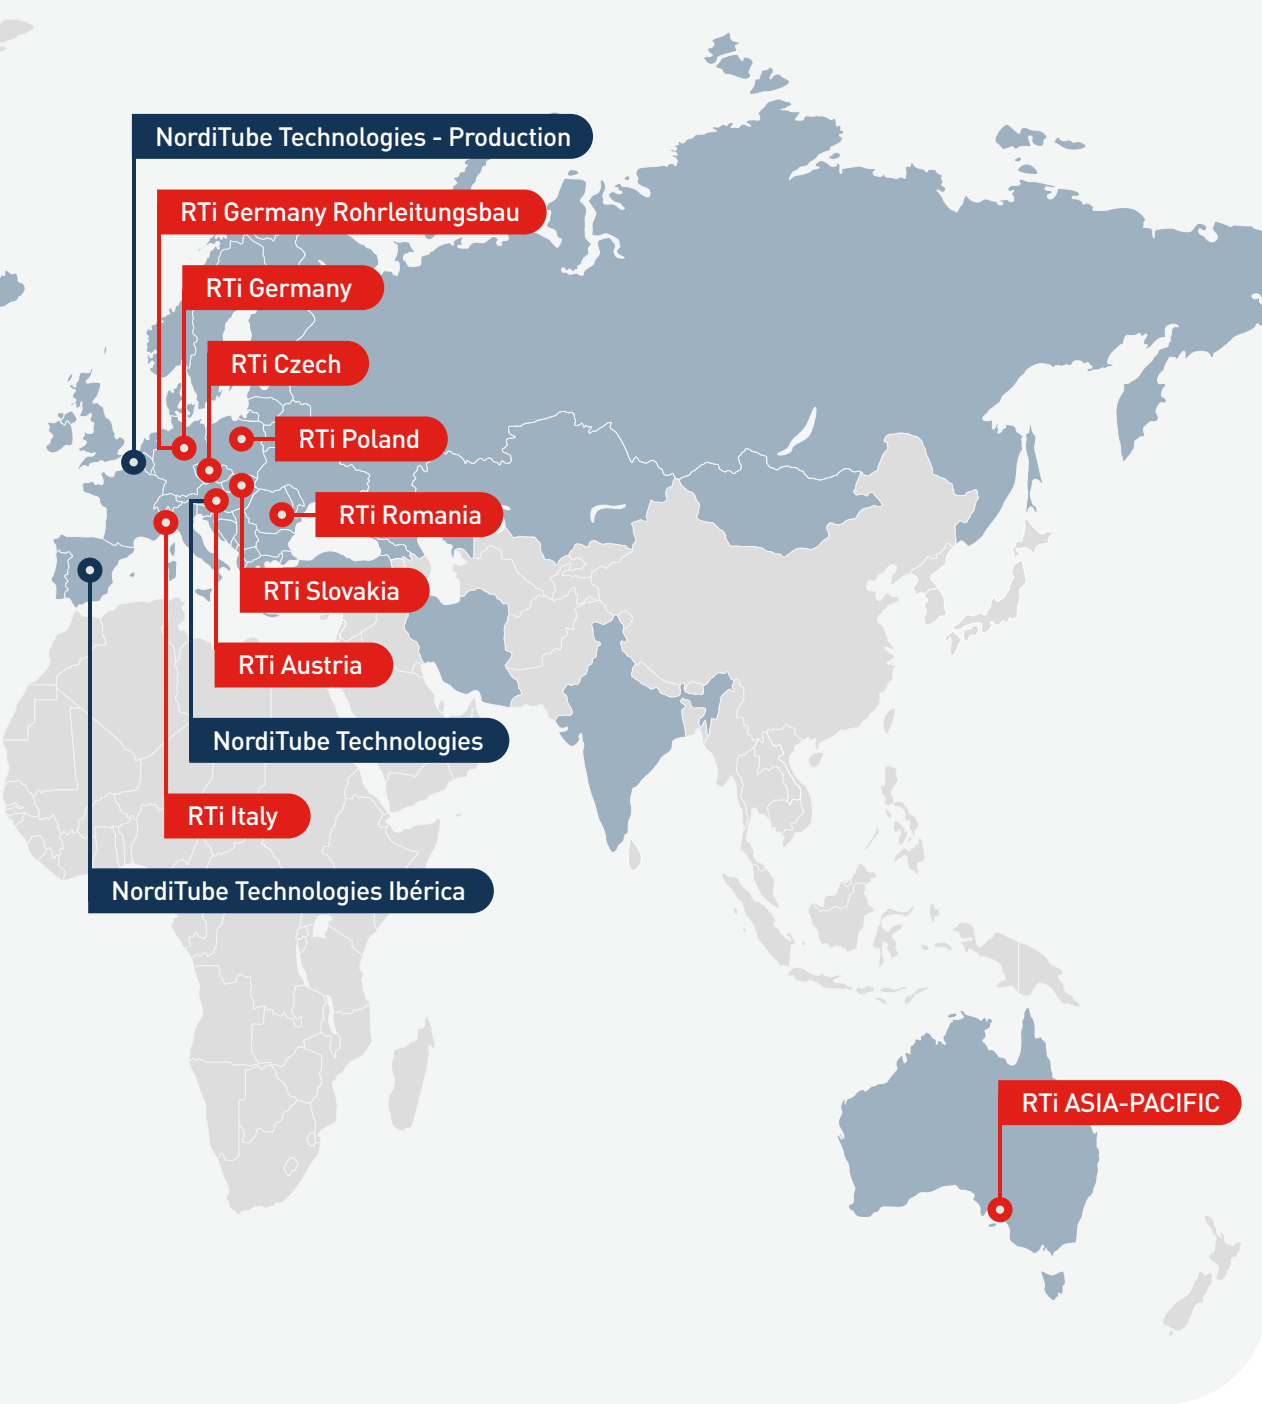 NordiTube Technologies - Production
RTi Germany Rohrleitungsbau
RTi Germany
RTi Czech
RTi Poland
RTi Romania
RTi Slovakia
RTi Austria
NordiTube Technologies
RTi Italy
NordiTube Technologies Ibérica
RTi ASIA-PACIFIC